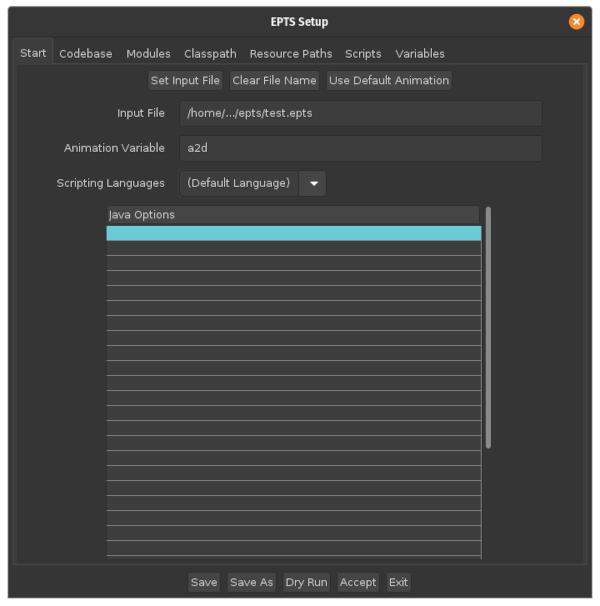 EPTS Setup
Start Codebase Modules Classpath Resource Paths Scripts Variables
Set Input File Clear File Name Use Default Animation
Input File /home/.../epts/test.epts
Animation Variable a2d
Scripting Languages (Default Language)
Java Options
Save Save As Dry Run Accept Exit